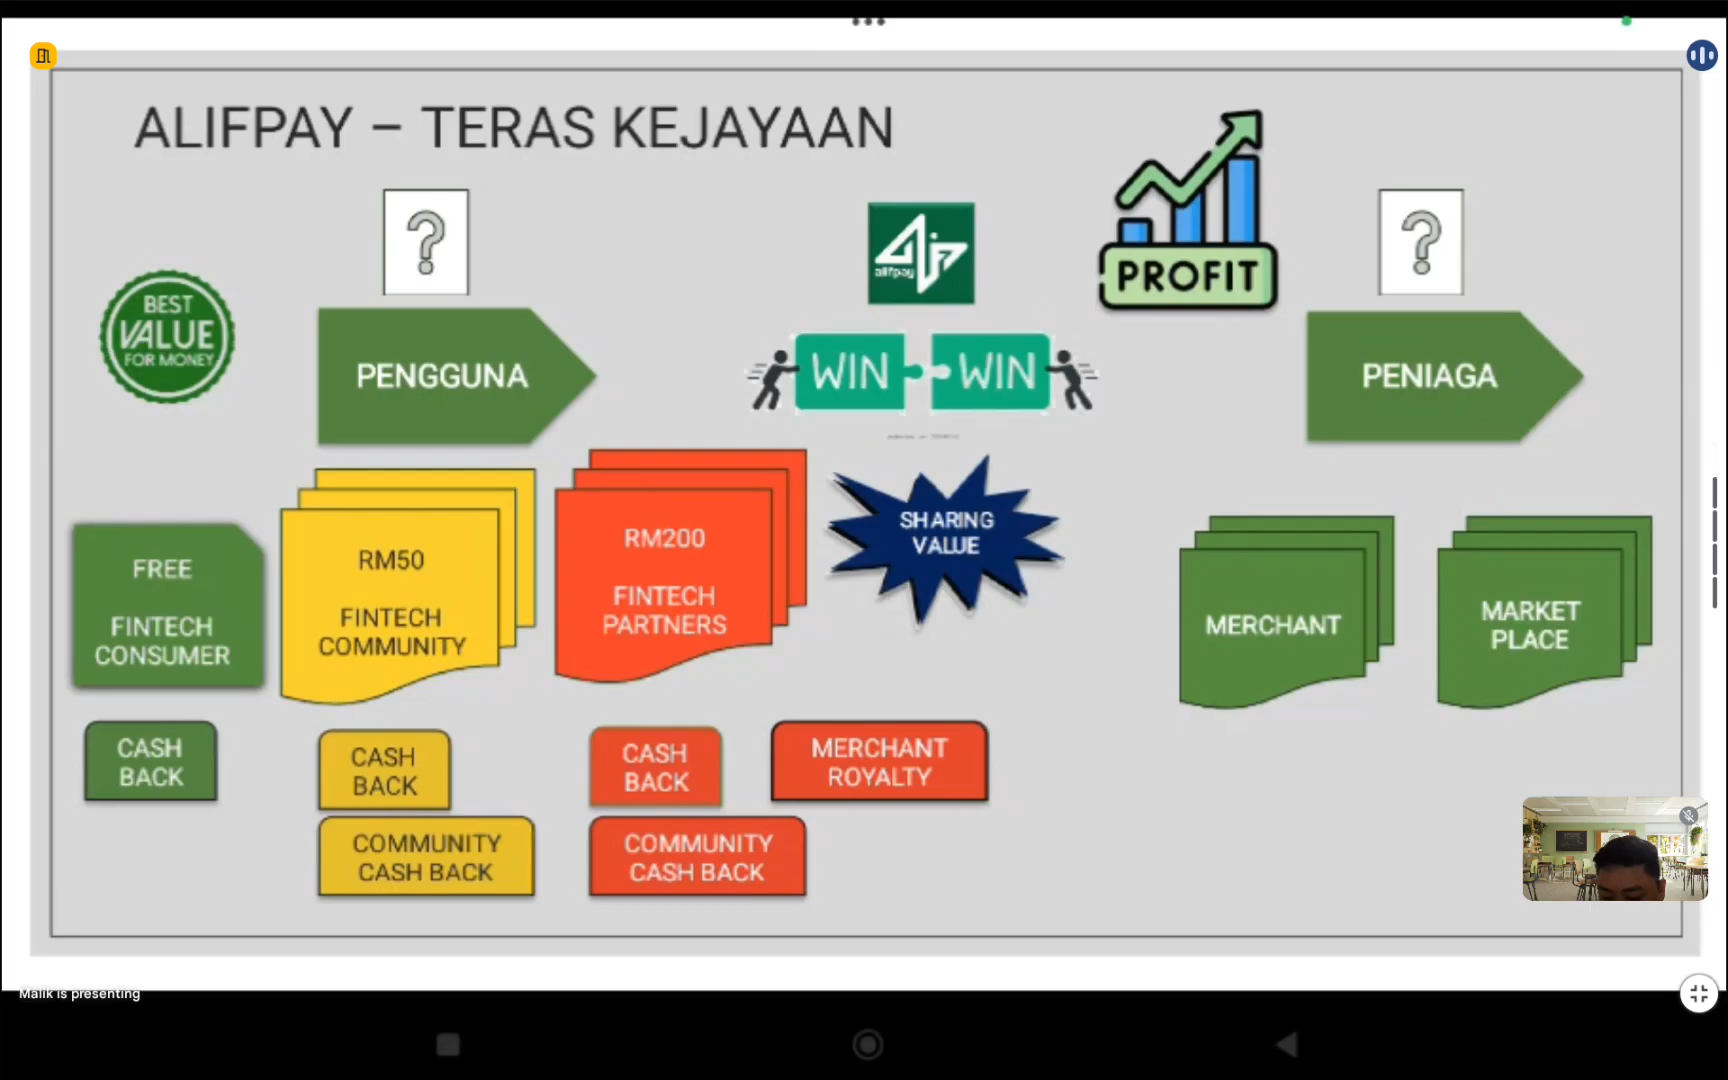 ALIFPAY – TERAS KEJAYAAN
?
alifpay
PROFIT
?
BEST
VALUE
FOR MONEY
PENGGUNA
WIN WIN
PENIAGA
FREE
FINTECH
CONSUMER
RM50
FINTECH
COMMUNITY
RM200
FINTECH
PARTNERS
SHARING
VALUE
MERCHANT
MARKET
PLACE
CASH
BACK
CASH
BACK
COMMUNITY
CASH BACK
CASH
BACK
MERCHANT
ROYALTY
COMMUNITY
CASH BACK
Malik is presenting